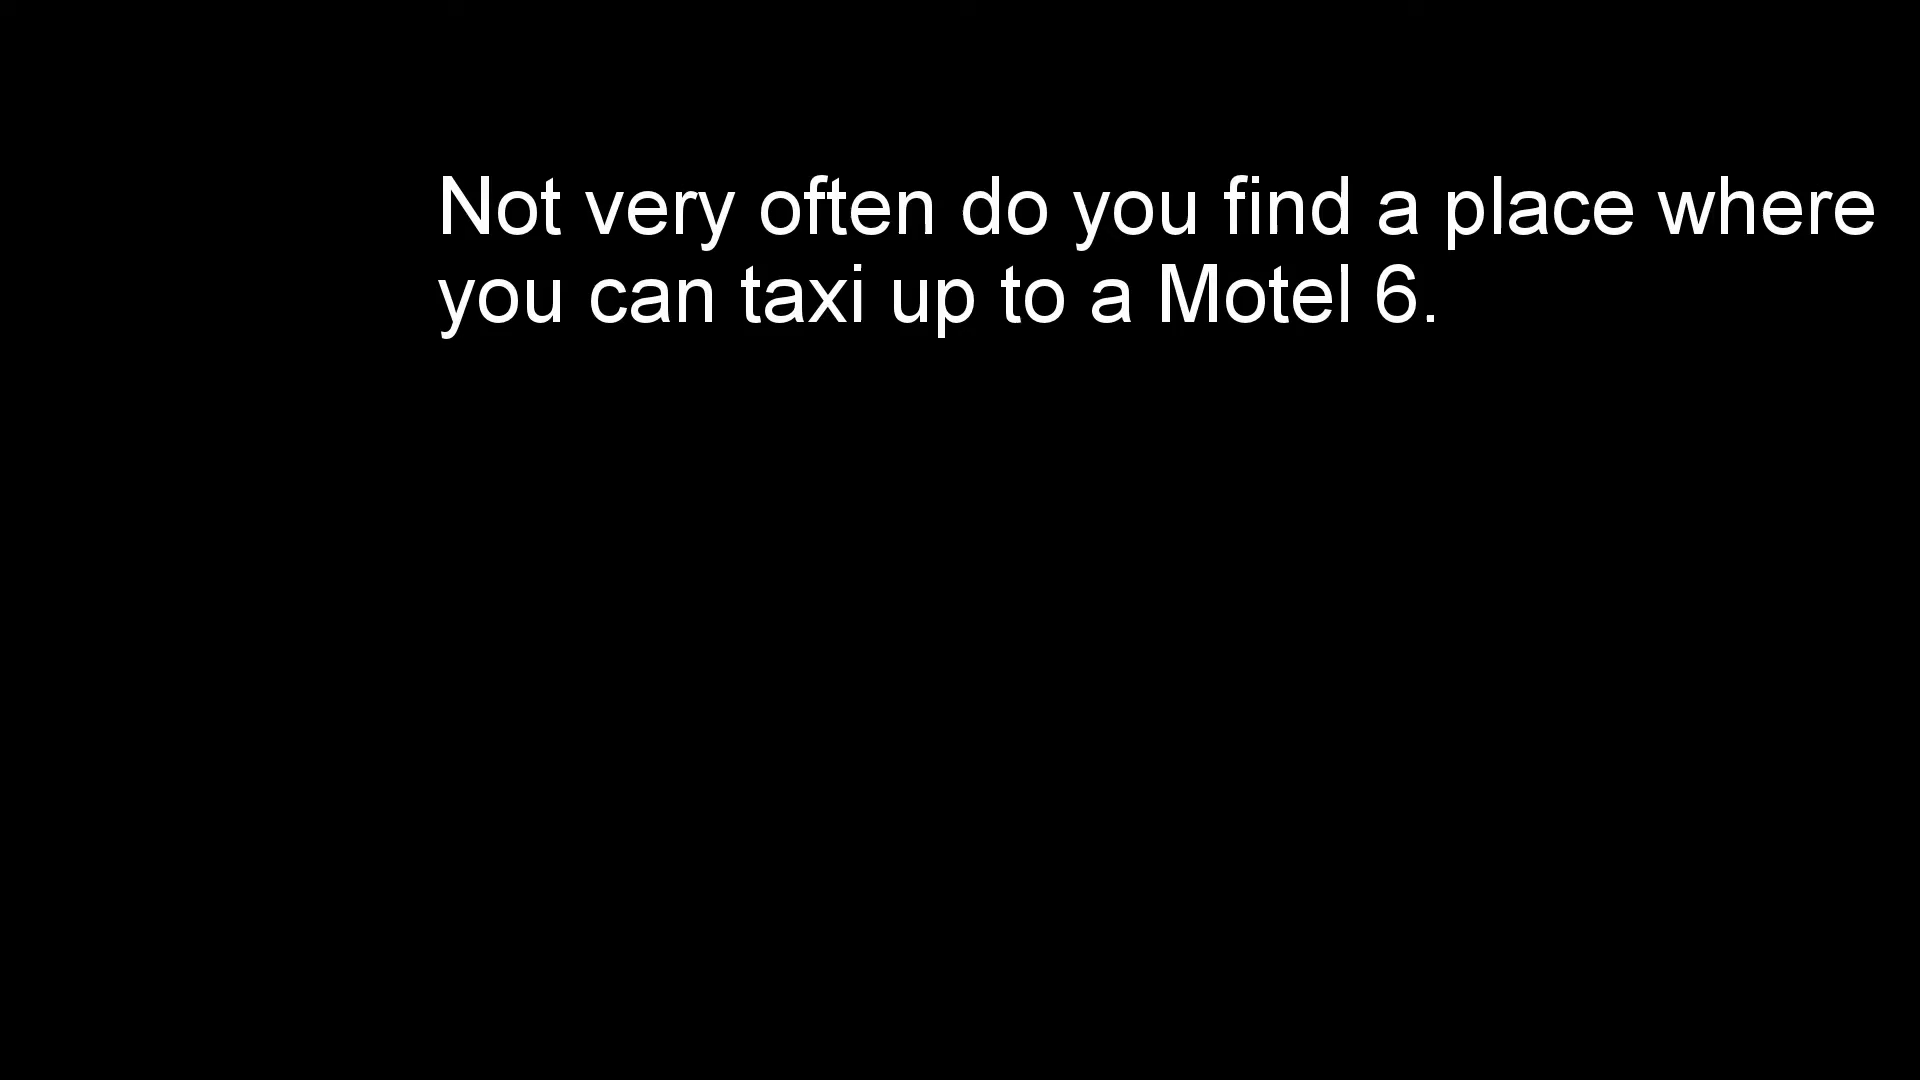 Not very often do you find a place where
you can taxi up to a Motel 6.